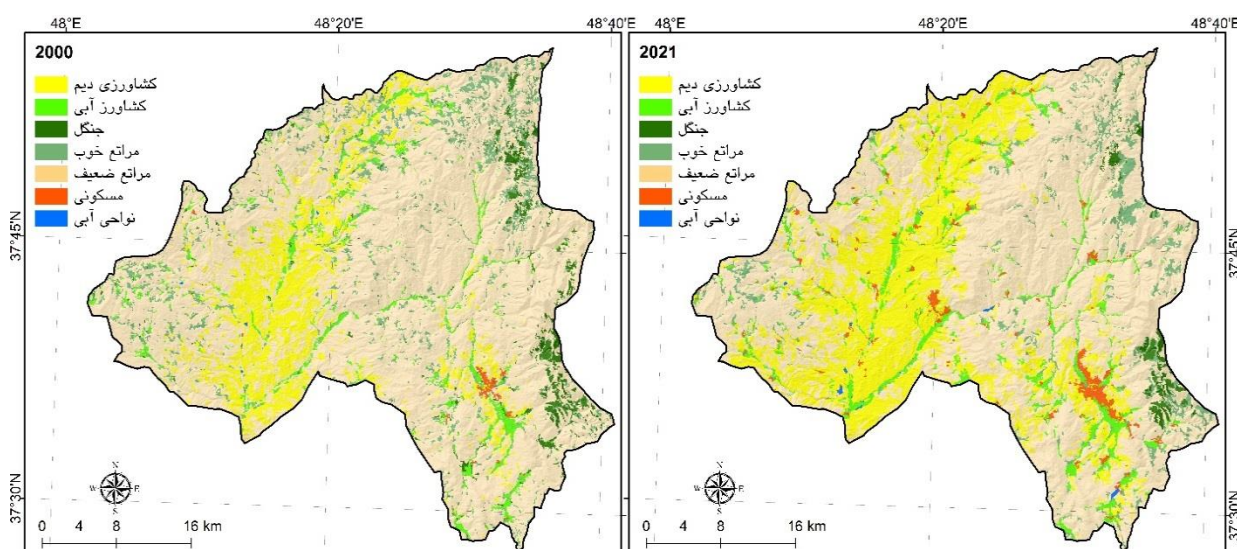 48°E
48°20'E
48°40'E
2000
کشاورزی دیم
کشاورز آبی
جنگل
مراتع خوب
مراتع ضعیف
مسکونی
نواحی آبی
37°45'N
37°30'N
N
W E
S
0 4 8 16 km
48°E
48°20'E
48°40'E
2021
کشاورزی دیم
کشاورز آبی
جنگل
مراتع خوب
مراتع ضعیف
مسکونی
نواحی آبی
37°45'N
37°30'N
N
W E
S
0 4 8 16 km